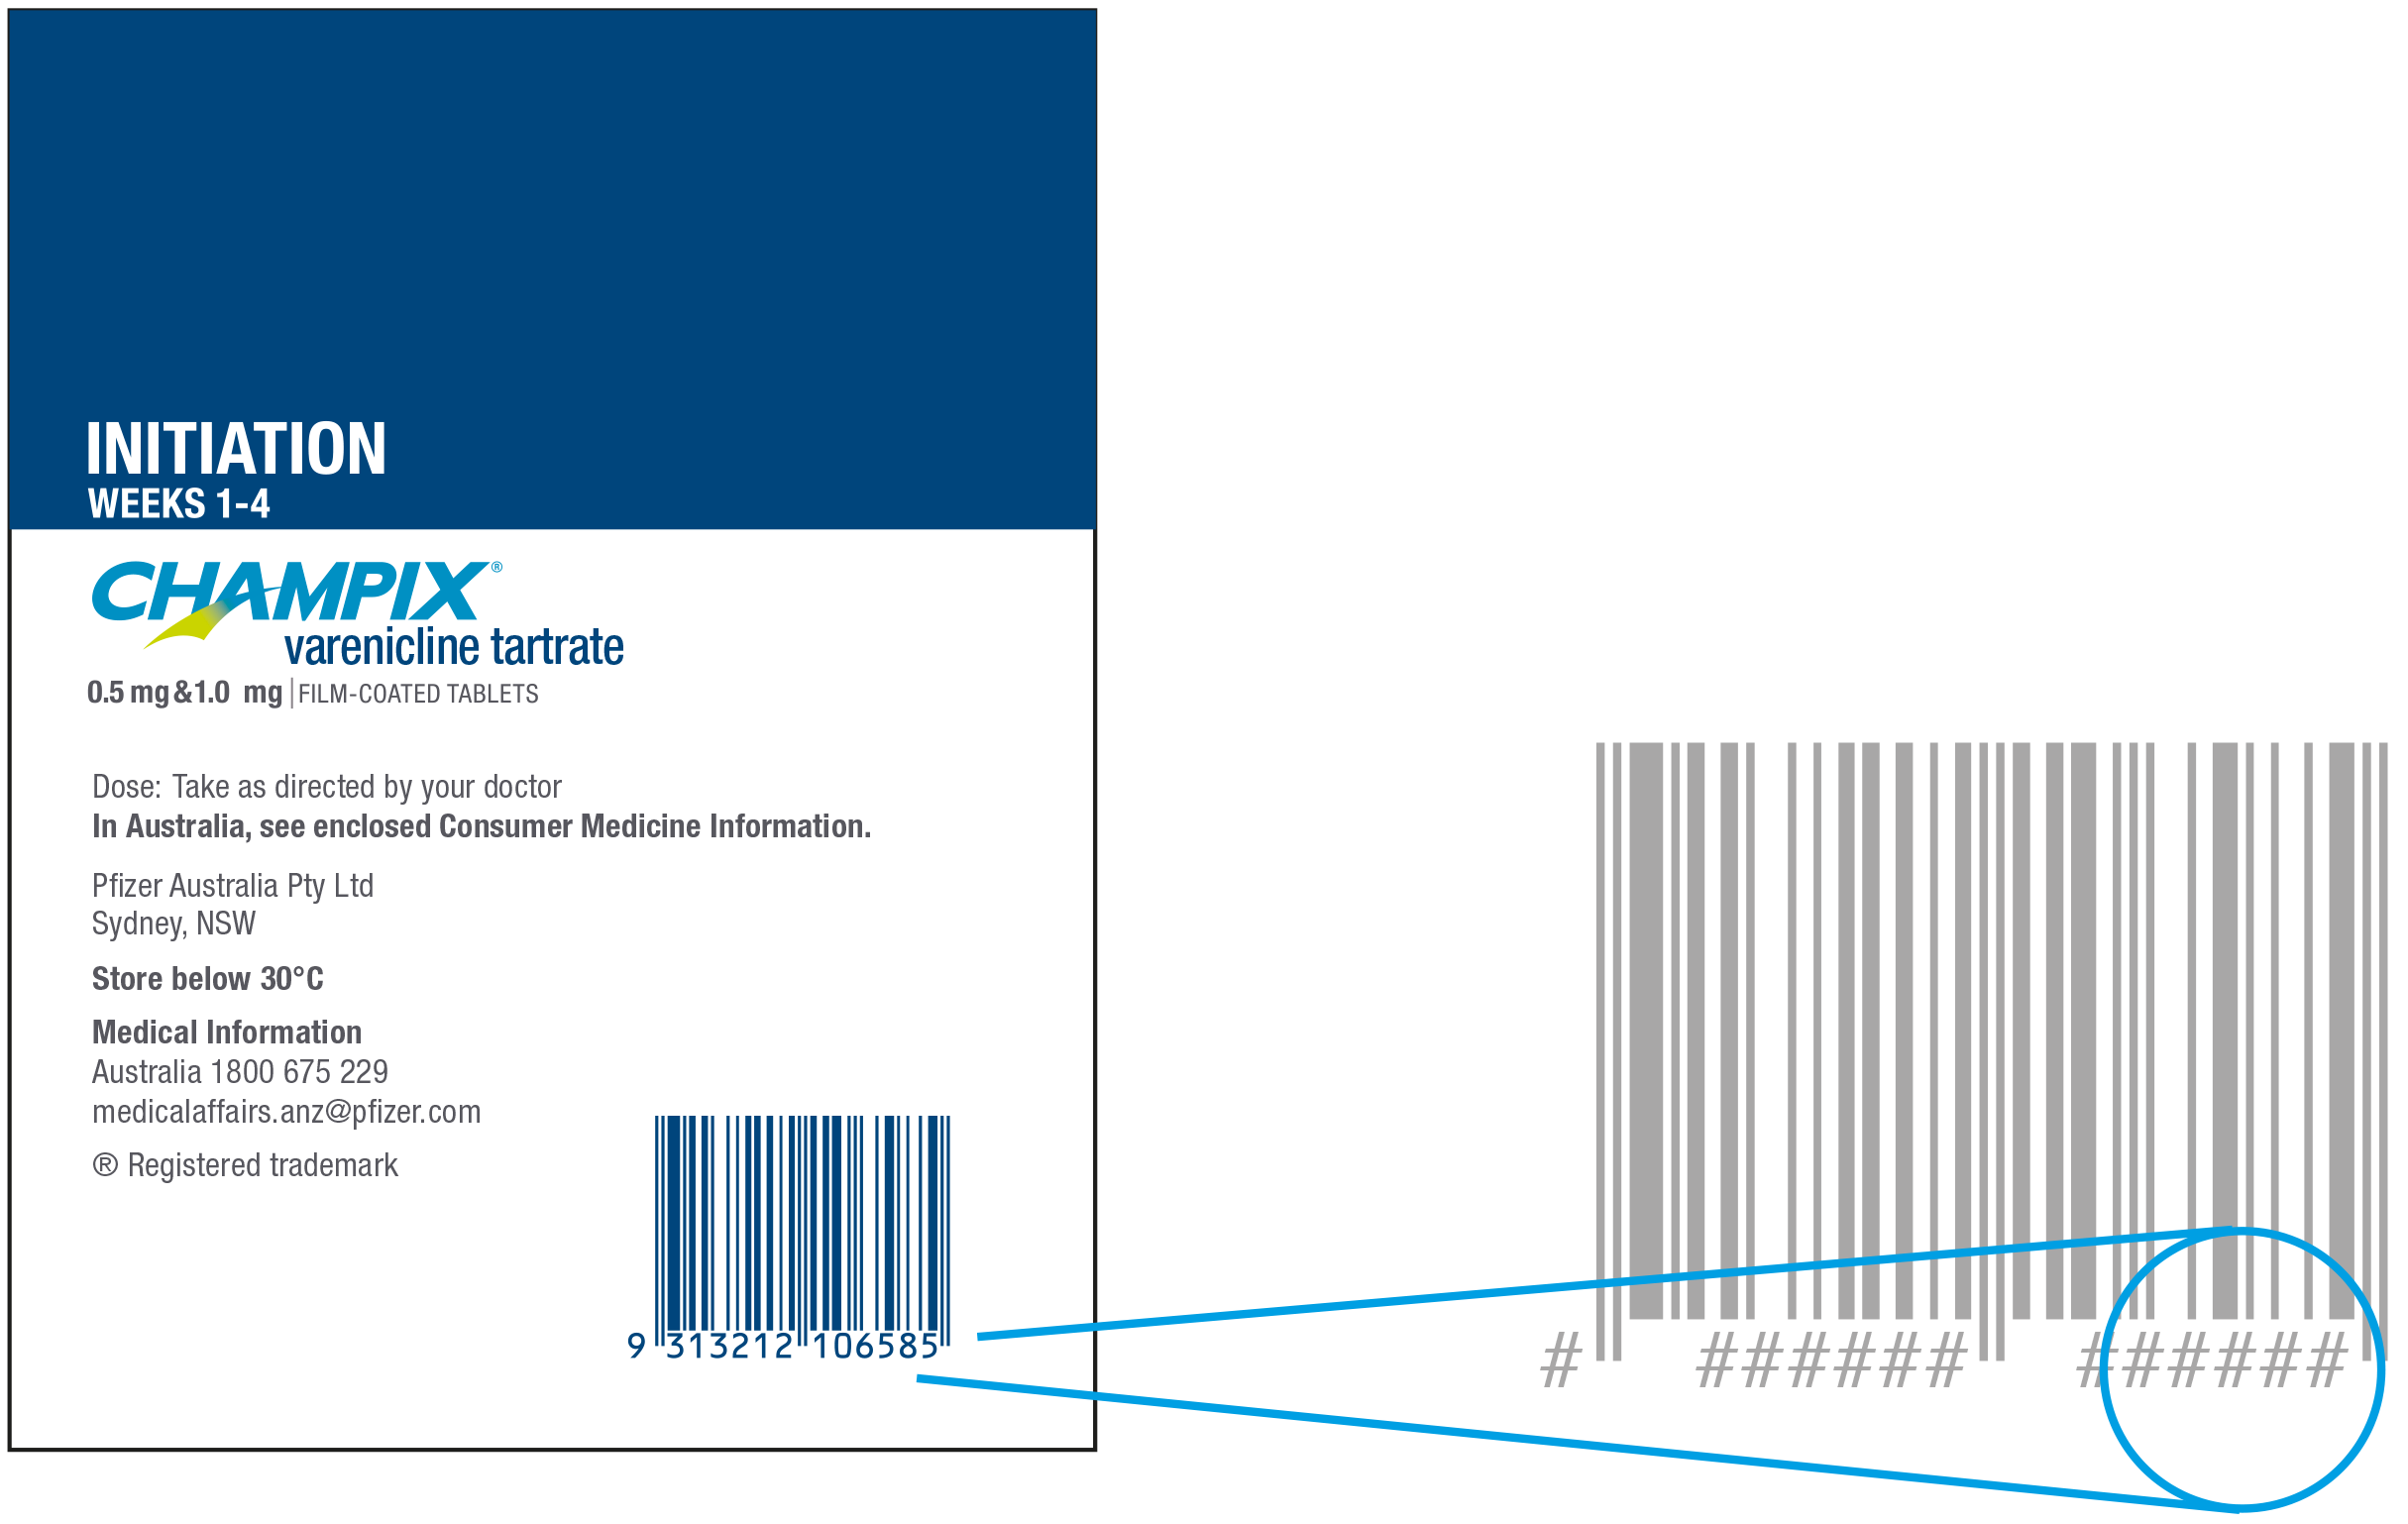 INITIATION
WEEKS 1-4
CHAMPIX®
varenicline tartrate
0.5 mg & 1.0 mg | FILM-COATED TABLETS
Dose: Take as directed by your doctor
In Australia, see enclosed Consumer Medicine Information.
Pfizer Australia Pty Ltd
Sydney, NSW
Store below 30°C
Medical Information
Australia 1800 675 229
medicalaffairs.anz@pfizer.com
® Registered trademark
9 313212 106585
# ###### ######